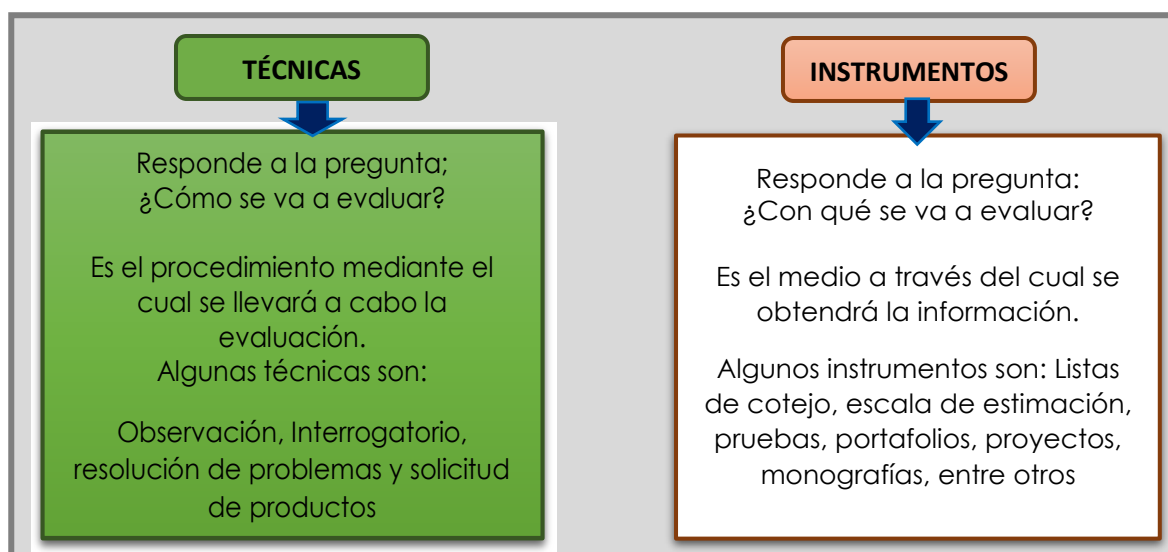 TÉCNICAS
Responde a la pregunta;
¿Cómo se va a evaluar?
Es el procedimiento mediante el
cual se llevará a cabo la
evaluación.
Algunas técnicas son:
Observación, Interrogatorio,
resolución de problemas y solicitud
de productos
INSTRUMENTOS
Responde a la pregunta:
¿Con qué se va a evaluar?
Es el medio a través del cual se
obtendrá la información.
Algunos instrumentos son: Listas
de cotejo, escala de estimación,
pruebas, portafolios, proyectos,
monografías, entre otros